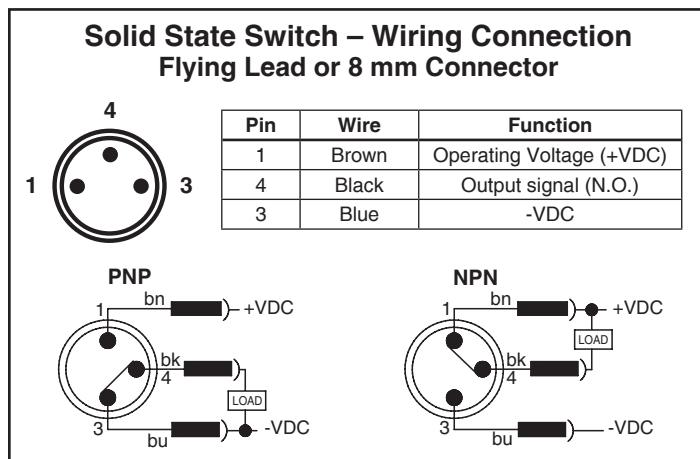 Solid State Switch – Wiring Connection
Flying Lead or 8 mm Connector
4
1
3
Pin Wire Function
1 Brown Operating Voltage (+VDC)
4 Black Output signal (N.O.)
3 Blue -VDC
PNP
1
bn
+VDC
bk
4
LOAD
3
bu
-VDC
NPN
1
bn
+VDC
LOAD
bk
4
3
bu
-VDC